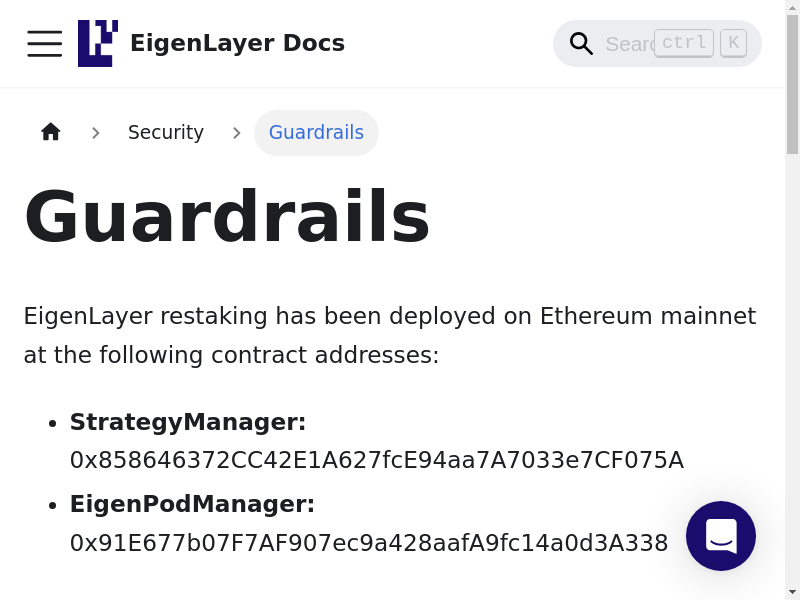 EigenLayer Docs
Searc
ctrl
K
Security
Guardrails
Guardrails
EigenLayer restaking has been deployed on Ethereum mainnet
at the following contract addresses:
StrategyManager:
0x858646372CC42E1A627fcE94aa7A7033e7CF075A
EigenPodManager:
0x91E677b07F7AF907ec9a428aafA9fc14a0d3A338